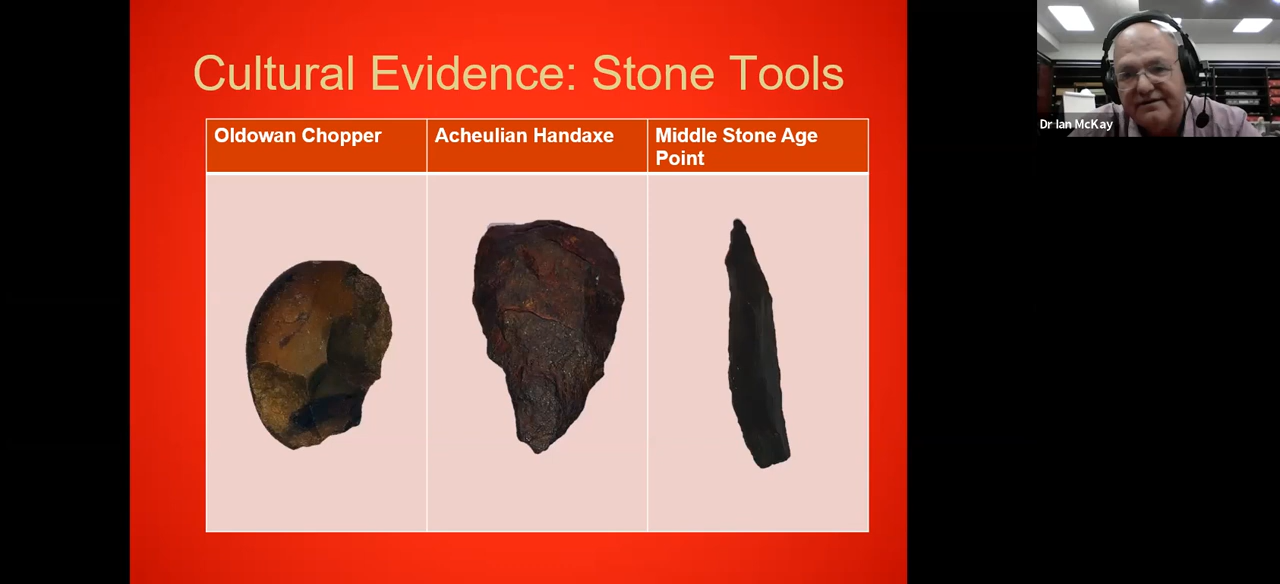 Cultural Evidence: Stone Tools
Oldowan Chopper
Acheulian Handaxe
Middle Stone Age
Point
Dr Ian McKay